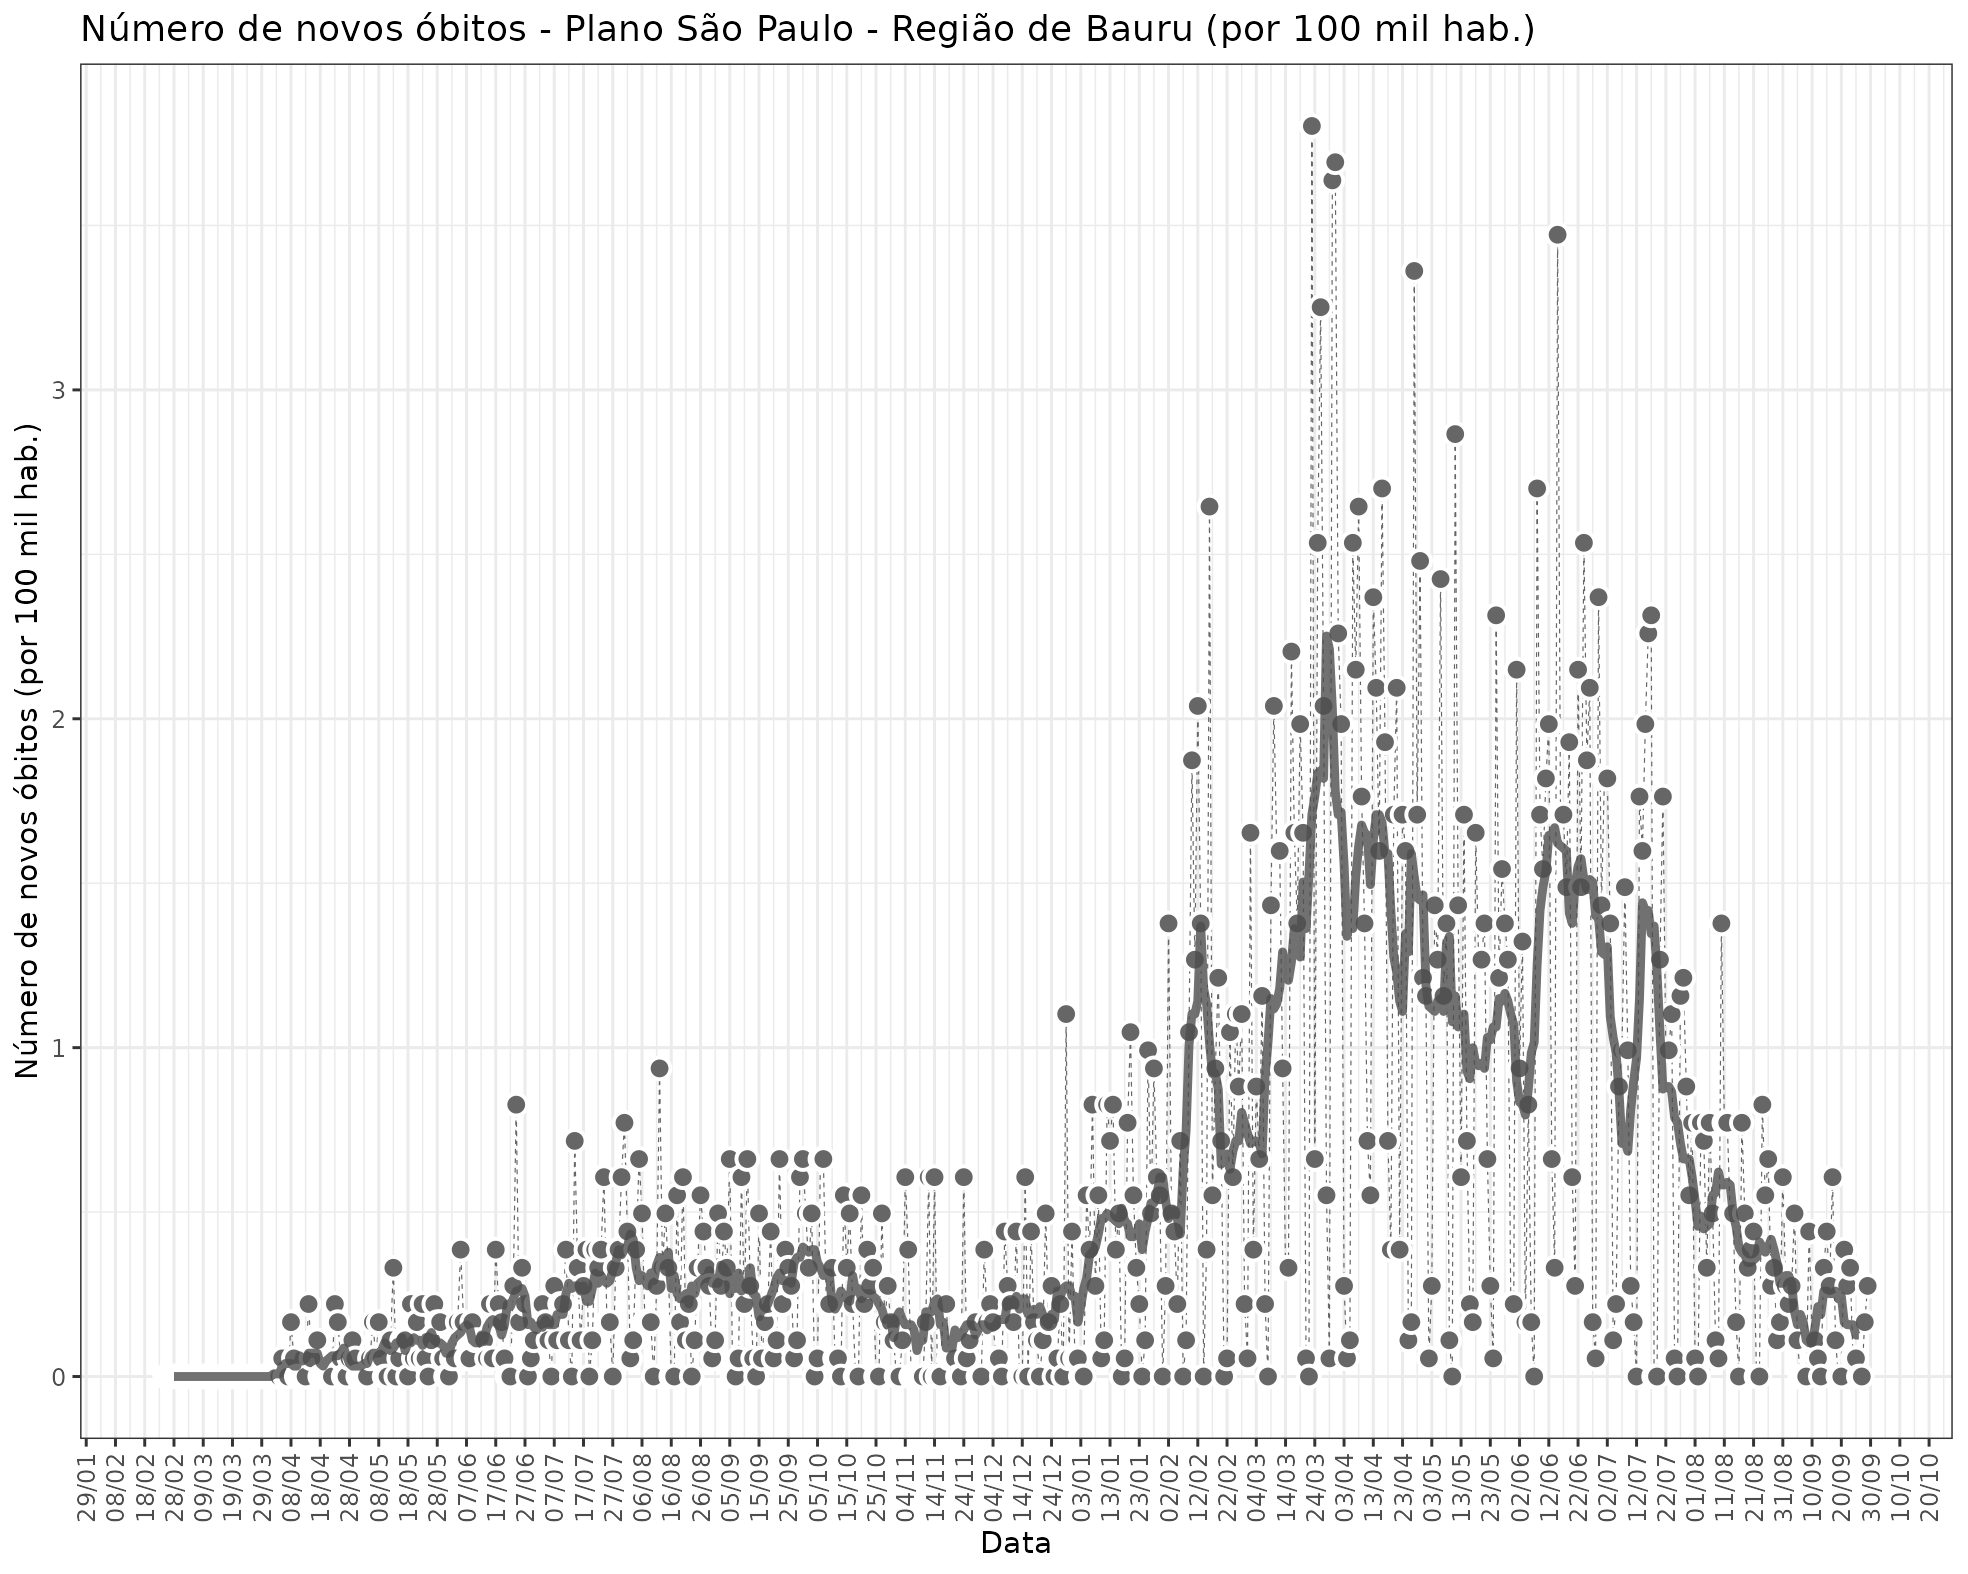 Número de novos óbitos - Plano São Paulo - Região de Bauru (por 100 mil hab.)
Número de novos óbitos (por 100 mil hab.)
3
2
1
0
29/01 08/02 18/02 28/02 09/03 19/03 29/03 08/04 18/04 28/04 08/05 18/05 28/05 07/06 17/06 27/06 07/07 17/07 27/07 06/08 16/08 26/08 05/09 15/09 25/09 05/10 15/10 25/10 04/11 14/11 24/11 04/12 14/12 24/12 03/01 13/01 23/01 02/02 12/02 22/02 04/03 14/03 24/03 03/04 13/04 23/04 03/05 13/05 23/05 02/06 12/06 22/06 02/07 12/07 22/07 01/08 11/08 21/08 31/08 10/09 20/09 30/09 10/10 20/10
Data